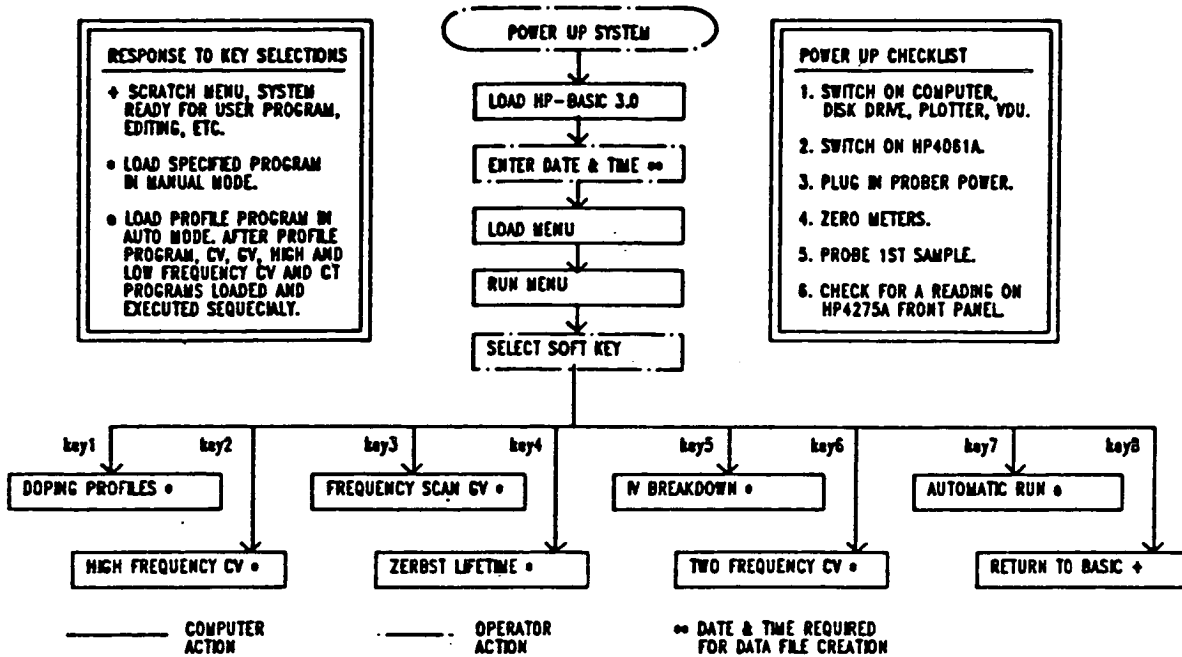 RESPONSE TO KEY SELECTIONS
+ SCRATCH MENU, SYSTEM
READY FOR USER PROGRAM,
EDITING, ETC.
• LOAD SPECIFIED PROGRAM
IN MANUAL MODE.
• LOAD PROFILE PROGRAM IN
AUTO MODE. AFTER PROFILE
PROGRAM, CV, GV, HIGH AND
LOW FREQUENCY CV AND CT
PROGRAMS LOADED AND
EXECUTED SEQUECIALY.
POWER UP SYSTEM
LOAD HP-BASIC 3.0
ENTER DATE & TIME ••
LOAD MENU
RUN MENU
SELECT SOFT KEY
POWER UP CHECKLIST
1. SWITCH ON COMPUTER,
DISK DRIVE, PLOTTER, VDU.
2. SWITCH ON HP4061A.
3. PLUG IN PROBER POWER.
4. ZERO METERS.
5. PROBE 1ST SAMPLE.
6. CHECK FOR A READING ON
HP4275A FRONT PANEL.
key1 key2 key3 key4 key5 key6 key7 key8
DOPING PROFILES • FREQUENCY SCAN GV • IV BREAKDOWN • AUTOMATIC RUN •
HIGH FREQUENCY CV • ZERBST LIFETIME • TWO FREQUENCY CV • RETURN TO BASIC +
COMPUTER
ACTION
OPERATOR
ACTION
•• DATE & TIME REQUIRED
FOR DATA FILE CREATION